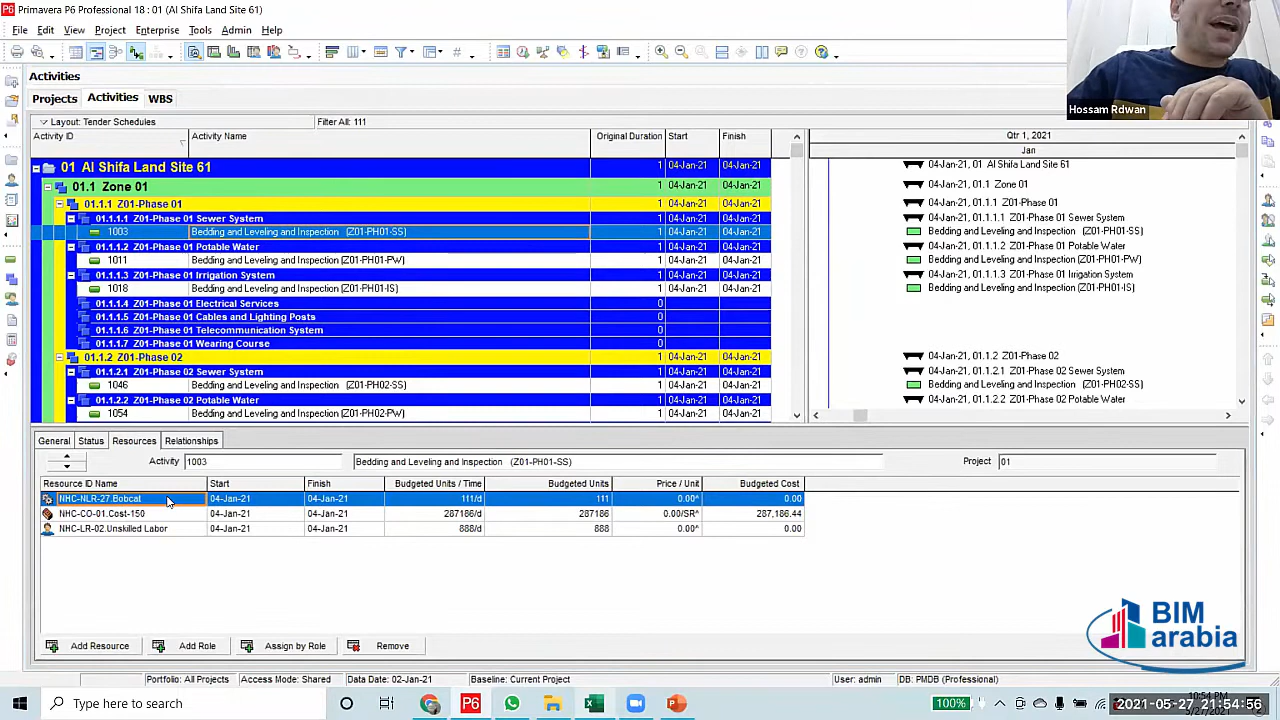 Primavera P6 Professional 18 : 01 (Al Shifa Land Site 61)
File Edit View Project Enterprise Tools Admin Help
Hossam Rdwan
Activities
Projects Activities WBS
Layout: Tender Schedules Filter All: 111
Activity ID Activity Name Original Duration Start Finish Qtr 1, 2021
Jan
01 Al Shifa Land Site 61 1 04-Jan-21 04-Jan-21 04-Jan-21, 01 Al Shifa Land Site 61
01.1 Zone 01 1 04-Jan-21 04-Jan-21 04-Jan-21, 01.1 Zone 01
01.1.1 Z01-Phase 01 1 04-Jan-21 04-Jan-21 04-Jan-21, 01.1.1 Z01-Phase 01
01.1.1.1 Z01-Phase 01 Sewer System 1 04-Jan-21 04-Jan-21 04-Jan-21, 01.1.1.1 Z01-Phase 01 Sewer System
1003 Bedding and Leveling and Inspection (Z01-PH01-SS) 1 04-Jan-21 04-Jan-21 Bedding and Leveling and Inspection (Z01-PH01-SS)
01.1.1.2 Z01-Phase 01 Potable Water 1 04-Jan-21 04-Jan-21 04-Jan-21, 01.1.1.2 Z01-Phase 01 Potable Water
1011 Bedding and Leveling and Inspection (Z01-PH01-PW) 1 04-Jan-21 04-Jan-21 Bedding and Leveling and Inspection (Z01-PH01-PW)
01.1.1.3 Z01-Phase 01 Irrigation System 1 04-Jan-21 04-Jan-21 04-Jan-21, 01.1.1.3 Z01-Phase 01 Irrigation System
1018 Bedding and Leveling and Inspection (Z01-PH01-IS) 1 04-Jan-21 04-Jan-21 Bedding and Leveling and Inspection (Z01-PH01-IS)
01.1.1.4 Z01-Phase 01 Electrical Services 0
01.1.1.5 Z01-Phase 01 Cables and Lighting Posts 0
01.1.1.6 Z01-Phase 01 Telecommunication System 0
01.1.1.7 Z01-Phase 01 Wearing Course 0
01.1.2 Z01-Phase 02 1 04-Jan-21 04-Jan-21 04-Jan-21, 01.1.2 Z01-Phase 02
01.1.2.1 Z01-Phase 02 Sewer System 1 04-Jan-21 04-Jan-21 04-Jan-21, 01.1.2.1 Z01-Phase 02 Sewer System
1046 Bedding and Leveling and Inspection (Z01-PH02-SS) 1 04-Jan-21 04-Jan-21 Bedding and Leveling and Inspection (Z01-PH02-SS)
01.1.2.2 Z01-Phase 02 Potable Water 1 04-Jan-21 04-Jan-21 04-Jan-21, 01.1.2.2 Z01-Phase 02 Potable Water
1054 Bedding and Leveling and Inspection (Z01-PH02-PW) 1 04-Jan-21 04-Jan-21
General Status Resources Relationships
Activity 1003 Bedding and Leveling and Inspection (Z01-PH01-SS) Project 01
Resource ID Name Start Finish Budgeted Units / Time Budgeted Units Price / Unit Budgeted Cost
NHC-NLR-27.Bobcat 04-Jan-21 04-Jan-21 111/d 111 0.00^ 0.00
NHC-CO-01.Cost-150 04-Jan-21 04-Jan-21 287186/d 287186 0.00/SR^ 287,186.44
NHC-LR-02.Unskilled Labor 04-Jan-21 04-Jan-21 888/d 888 0.00^ 0.00
BIM
arabia
Add Resource Add Role Assign by Role Remove
Portfolio: All Projects Access Mode: Shared Data Date: 02-Jan-21 Baseline: Current Project User: admin DB: PMDB (Professional)
Type here to search P6 100% 10:54 PM
2021-05-27 21:54:56